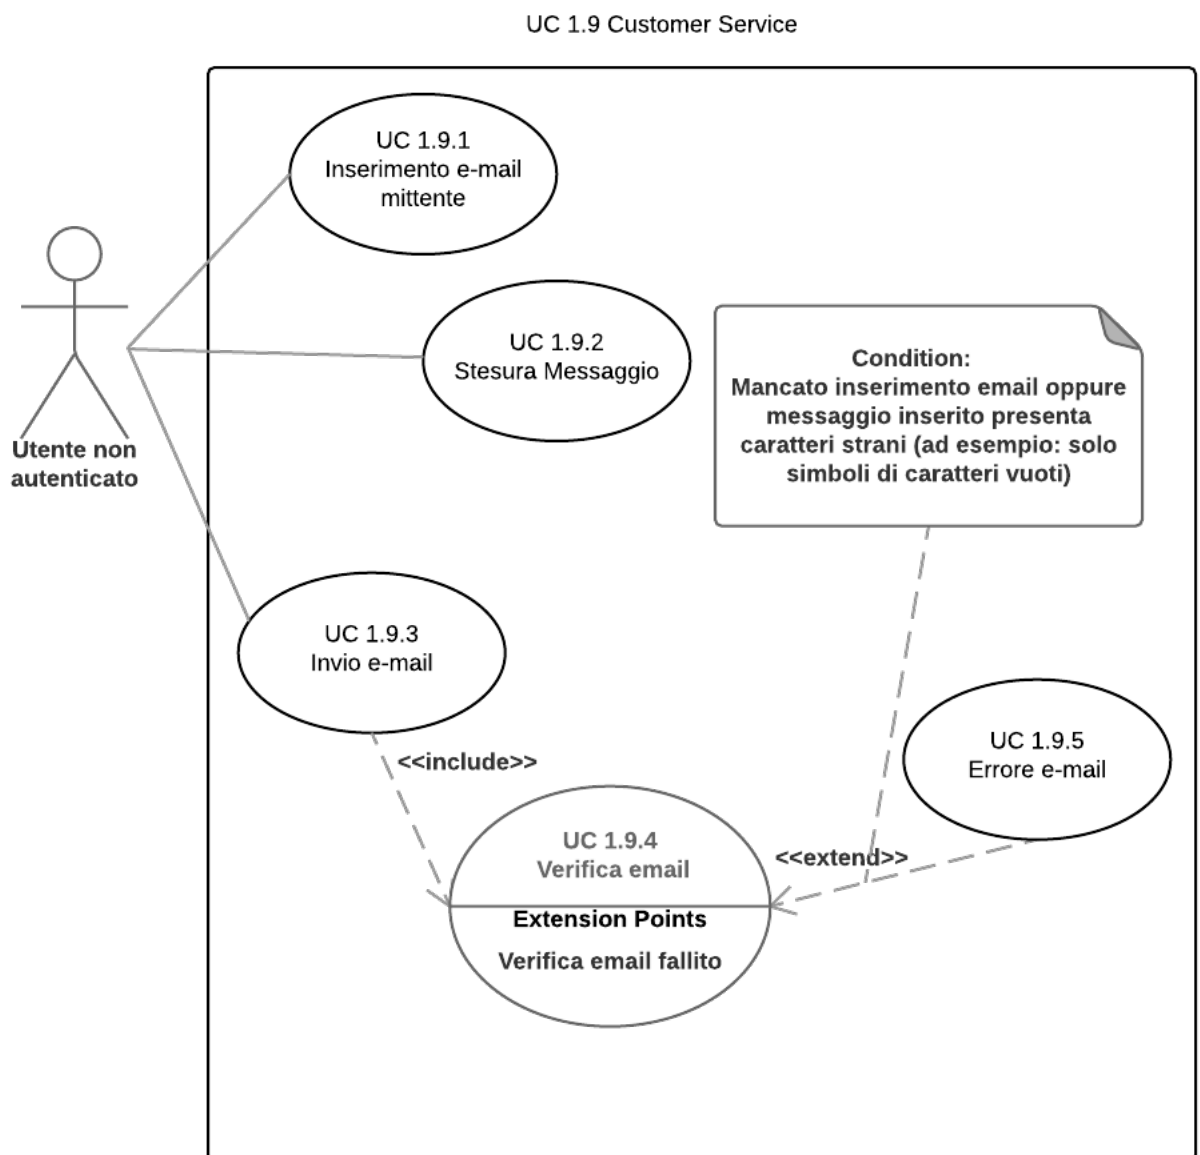 UC 1.9 Customer Service
UC 1.9.1
Inserimento e-mail
mittente
UC 1.9.2
Stesura Messaggio
Condition:
Mancato inserimento email oppure
messaggio inserito presenta
caratteri strani (ad esempio: solo
simboli di caratteri vuoti)
Utente non
autenticato
UC 1.9.3
Invio e-mail
UC 1.9.5
Errore e-mail
<<include>>
UC 1.9.4
Verifica email
<<extend>>
Extension Points
Verifica email fallito